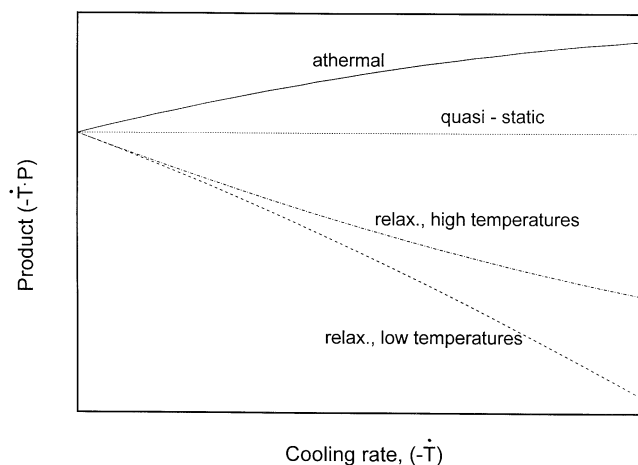 athermal
quasi - static
relax., high temperatures
relax., low temperatures
Product (-Ṫ·P)
Cooling rate, (-Ṫ)